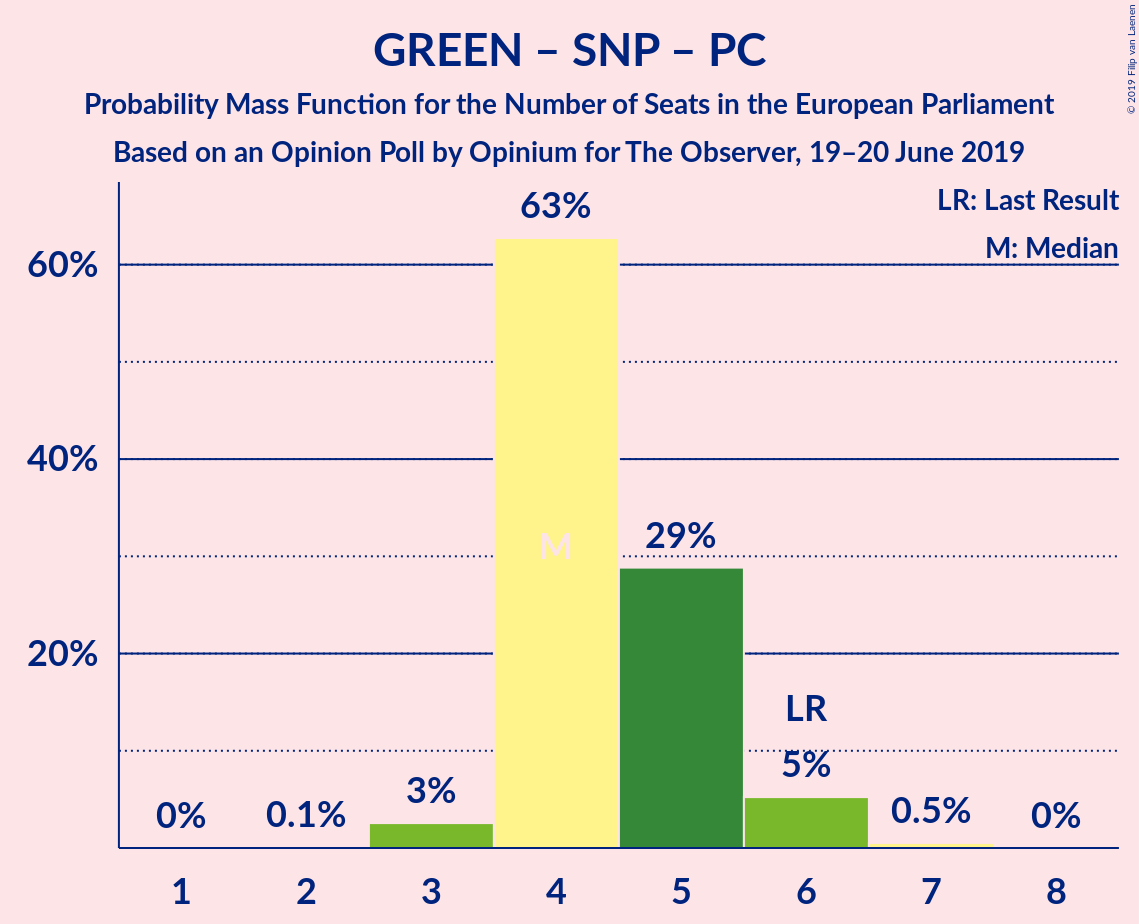 GREEN – SNP – PC
Probability Mass Function for the Number of Seats in the European Parliament
Based on an Opinion Poll by Opinium for The Observer, 19–20 June 2019
© 2019 Filip van Laenen
LR: Last Result
M: Median
63%
60%
40%
M
29%
20%
LR
5%
3%
0%
0.1%
0.5%
0%
1 2 3 4 5 6 7 8